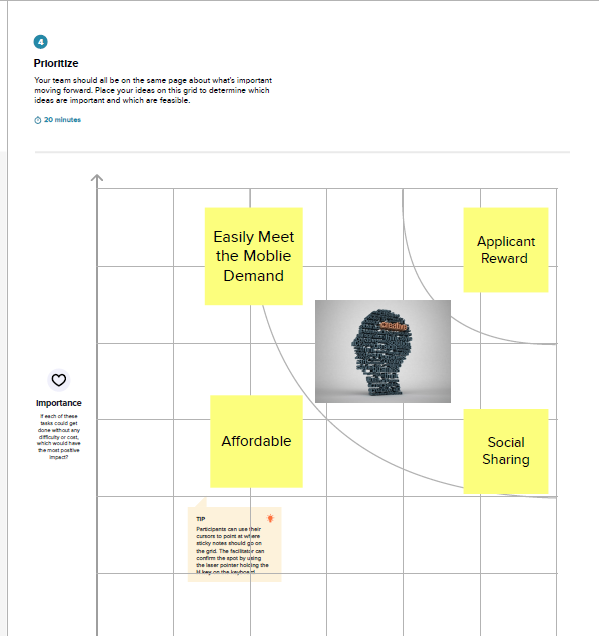 4
Prioritize
Your team should all be on the same page about what's important
moving forward. Place your ideas on this grid to determine which
ideas are important and which are feasible.
20 minutes
Easily Meet
the Moblie
Demand
Applicant
Reward
creative
Importance
If each of these
tasks could get
done without any
difficulty or cost,
which would have
the most positive
impact?
Affordable
Social
Sharing
TIP
Participants can use their
cursors to point at where
sticky notes should go on
the grid. The facilitator can
confirm the spot by using
the laser pointer holding the
H key on the keyboard.